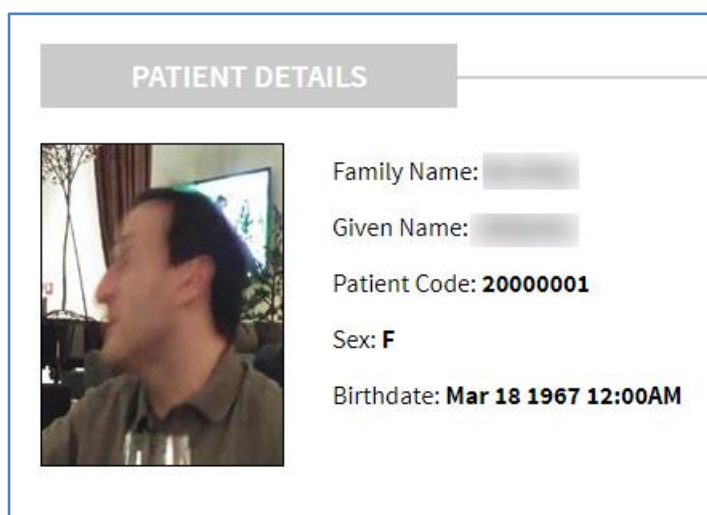 PATIENT DETAILS
Family Name:
Given Name:
Patient Code: 20000001
Sex: F
Birthdate: Mar 18 1967 12:00AM